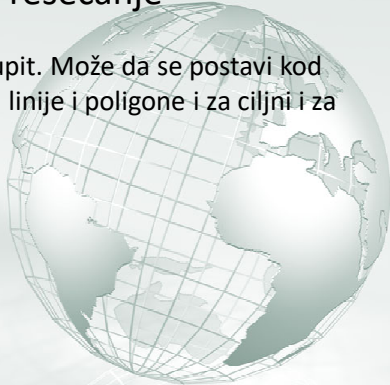 resecanje
upit. Može da se postavi kod
linije i poligone i za ciljni i za